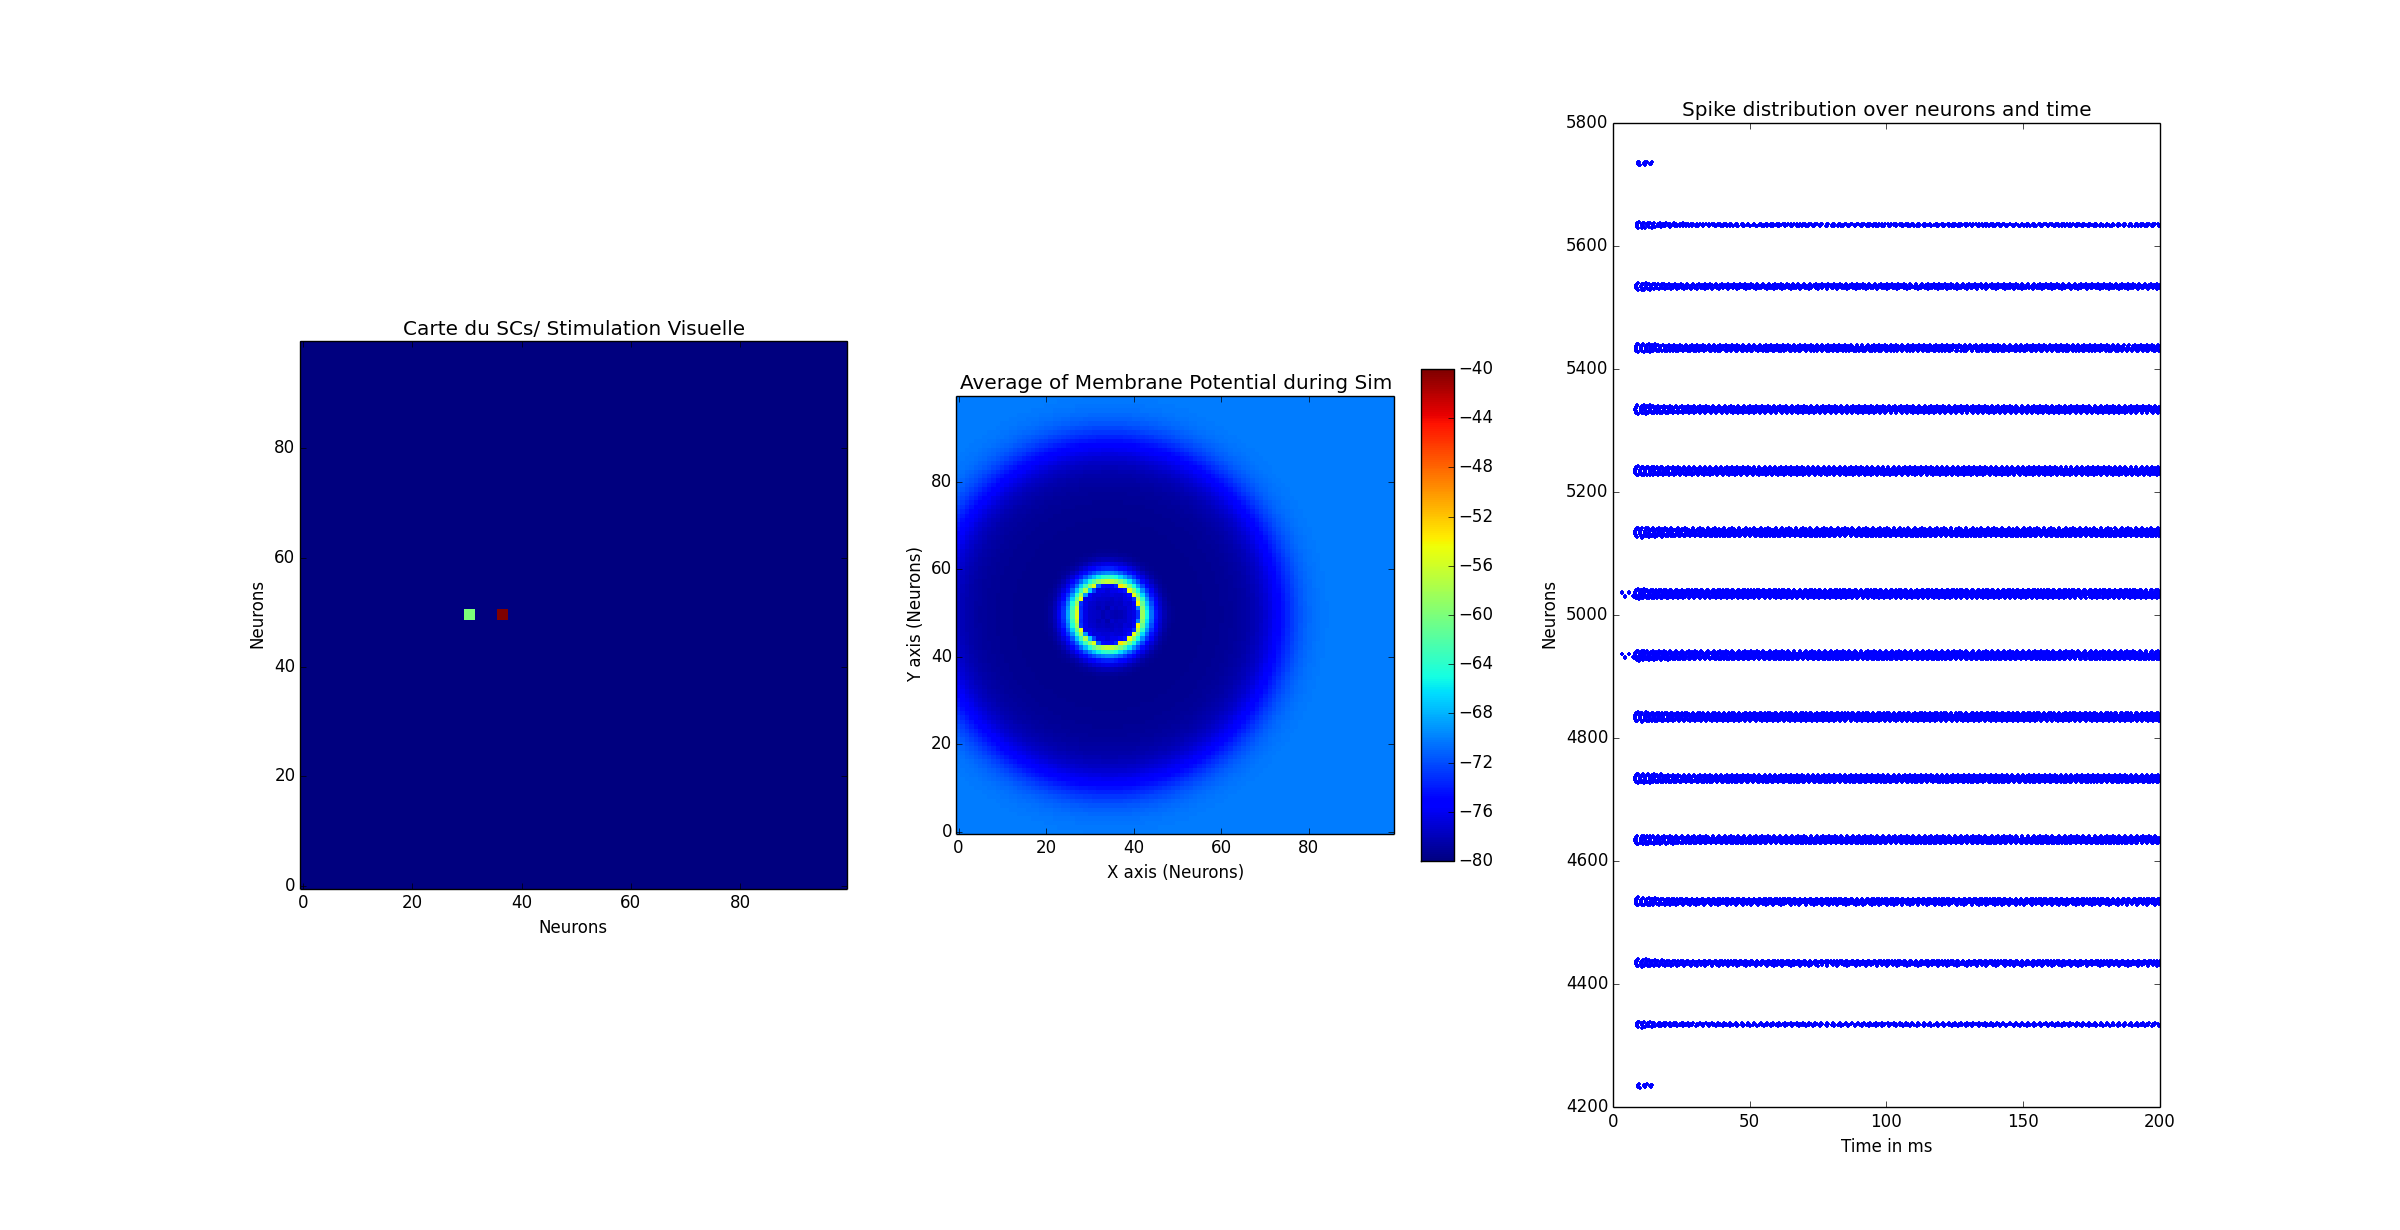 Carte du SCs/ Stimulation Visuelle
80
60
40
20
0
Neurons
0 20 40 60 80
Neurons
Average of Membrane Potential during Sim
80
60
40
20
0
Y axis (Neurons)
0 20 40 60 80
X axis (Neurons)
−40
−44
−48
−52
−56
−60
−64
−68
−72
−76
−80
Spike distribution over neurons and time
5800
5600
5400
5200
5000
4800
4600
4400
4200
Neurons
0 50 100 150 200
Time in ms